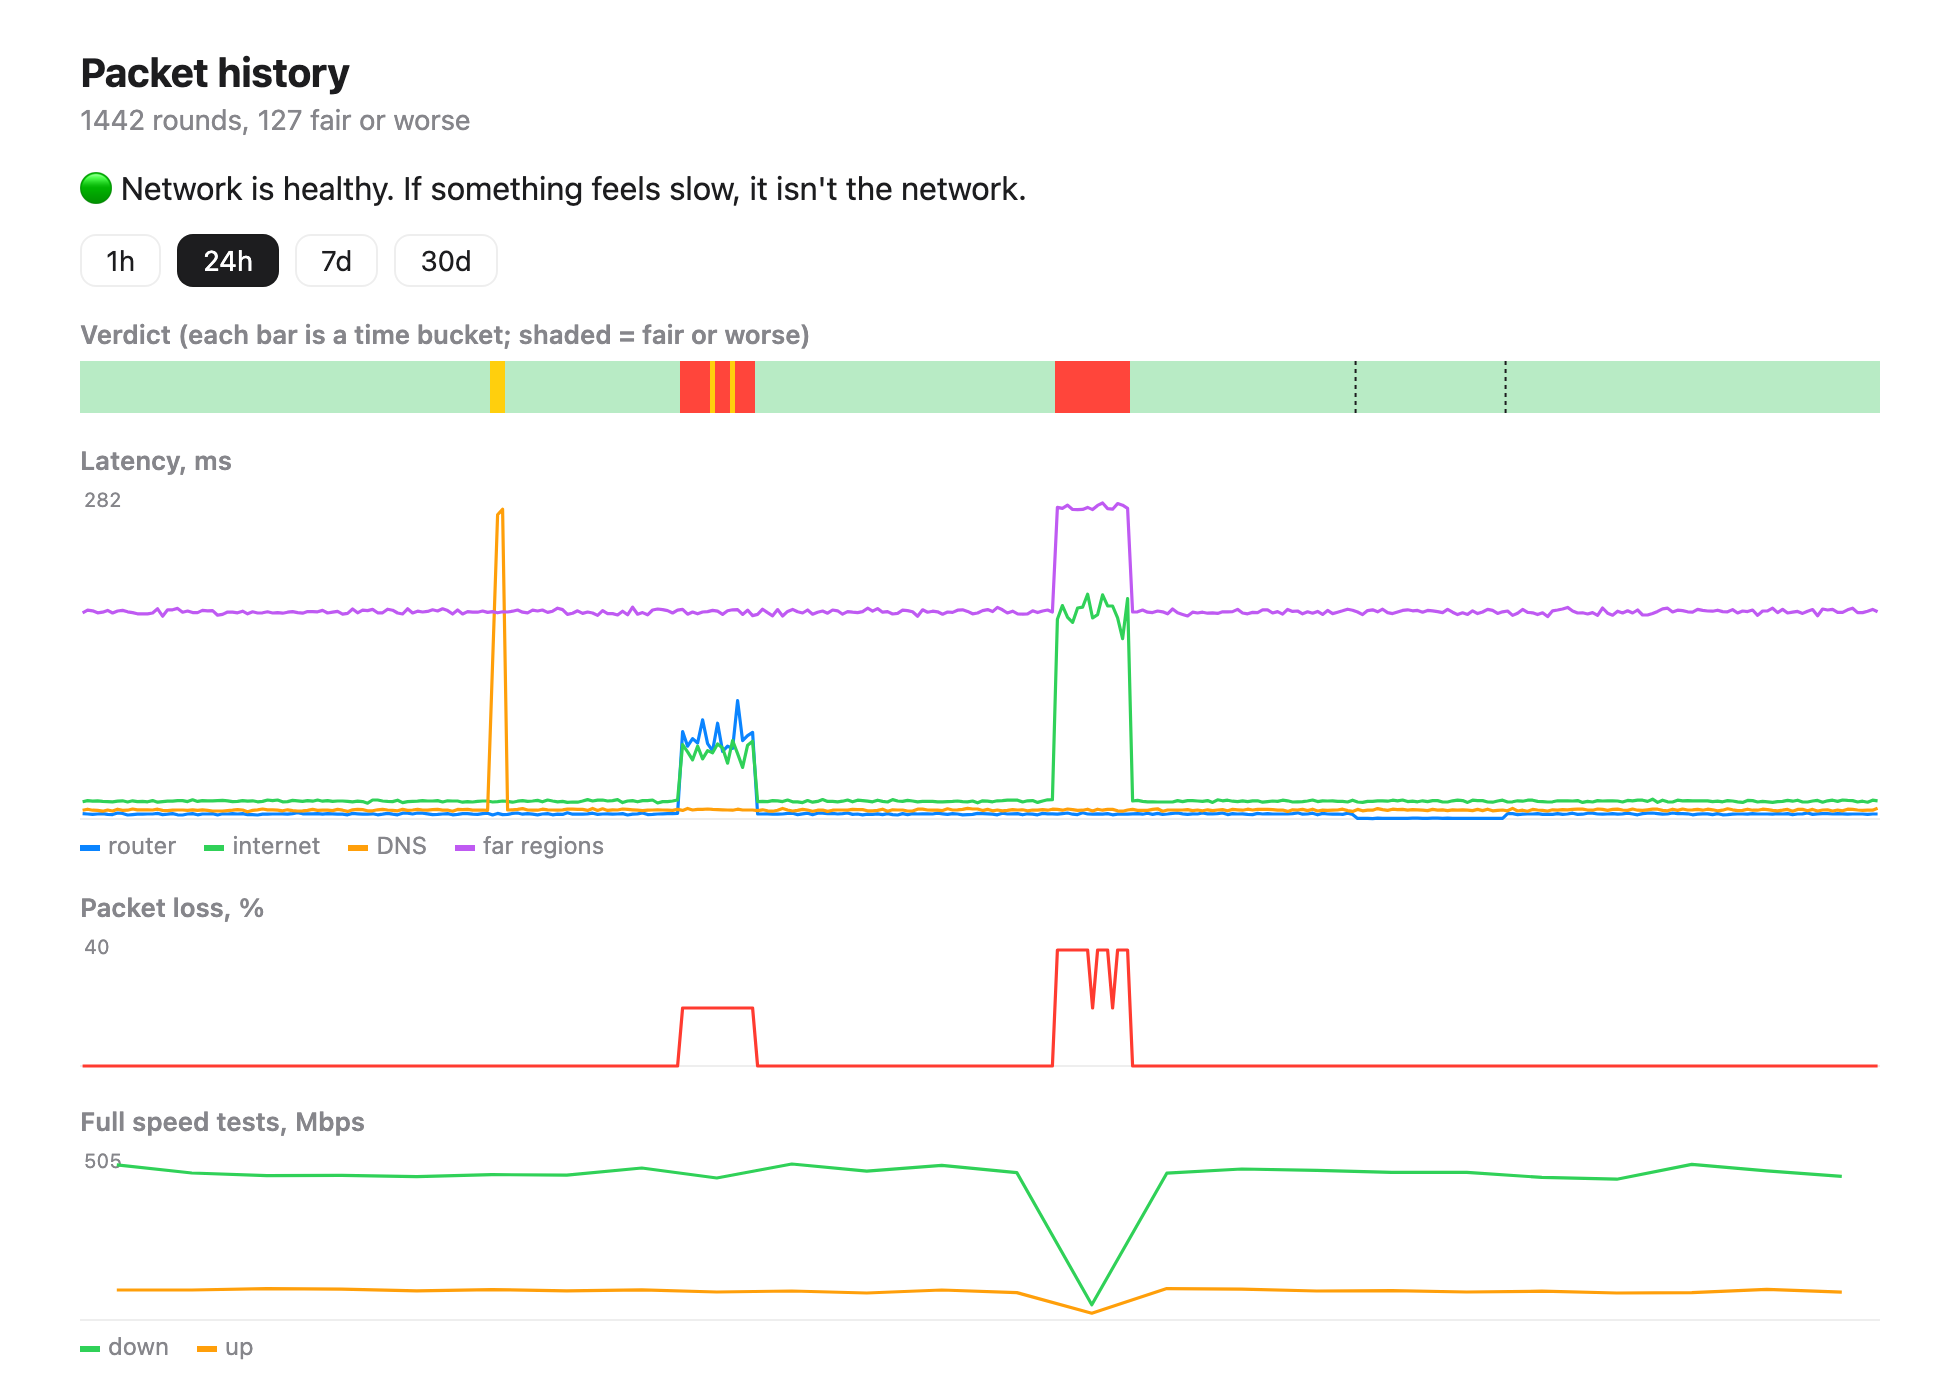 Packet history
1442 rounds, 127 fair or worse
Network is healthy. If something feels slow, it isn't the network.
1h 24h 7d 30d
Verdict (each bar is a time bucket; shaded = fair or worse)
Latency, ms
282
router internet DNS far regions
Packet loss, %
40
Full speed tests, Mbps
505
down up